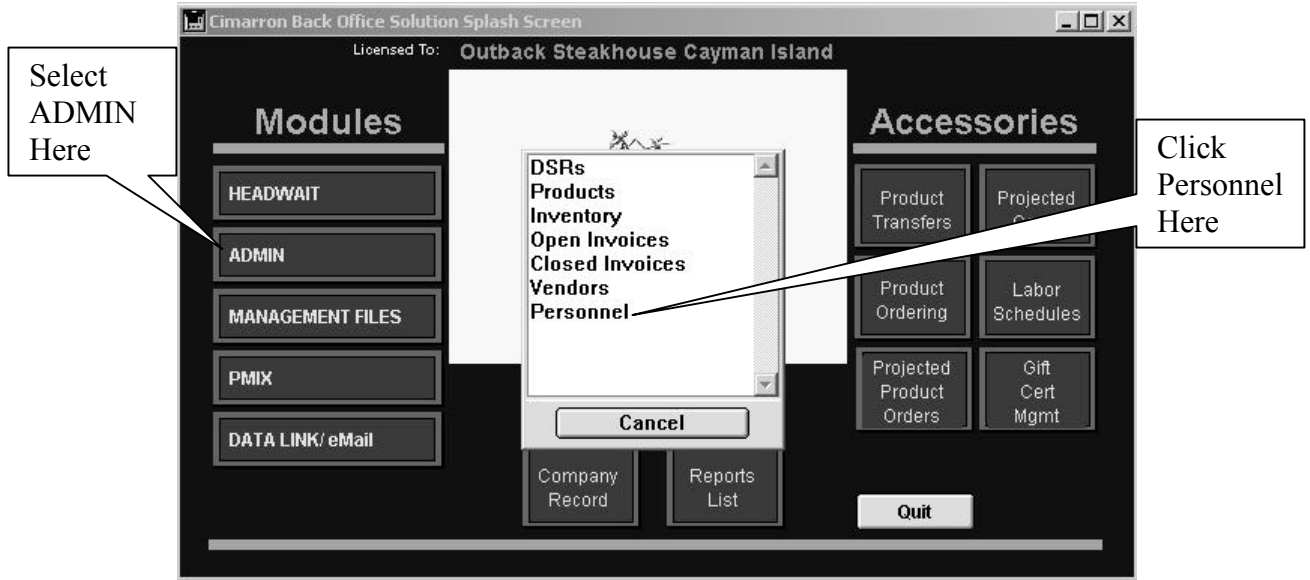 Cimarron Back Office Solution Splash Screen
Licensed To: Outback Steakhouse Cayman Island
Select
ADMIN
Here
Modules
HEADWAIT
ADMIN
MANAGEMENT FILES
PMIX
DATA LINK/ eMail
DSRs
Products
Inventory
Open Invoices
Closed Invoices
Vendors
Personnel
Cancel
Company
Record
Reports
List
Accessories
Product
Transfers
Projected
Product
Ordering
Labor
Schedules
Projected
Product
Orders
Gift
Cert
Mgmt
Quit
Click
Personnel
Here